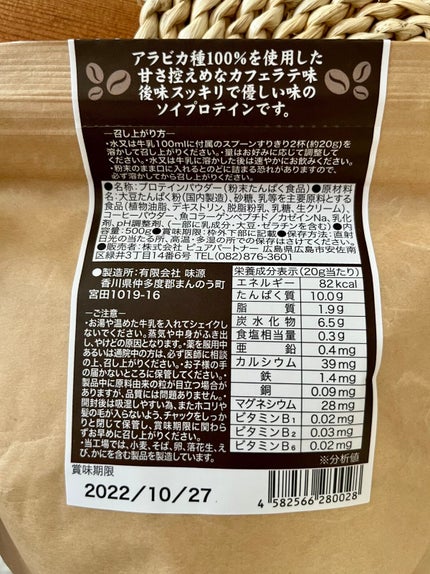 アラビカ種100%を使用した
甘さ控えめなカフェラテ味
後味スッキリで優しい味の
ソイプロテインです。
―召し上がり方―
・水又は牛乳100mlに付属のスプーンすりきり2杯(約20g)を
溶かして召し上がりください。・量はお好みに応じて調整して
ください。・水又は牛乳に溶かした後は速やかにお飲みください。
・粉末のまま口に入れるとのどに詰まる恐れがありますので、
必ず溶かしてから召し上がりください。
●名称:プロテインパウダー(粉末たんぱく食品)●原材料
名:大豆たんぱく(国内製造)、砂糖、乳等を主要原料とする
食品(植物油脂、デキストリン、脱脂粉乳、乳糖、生クリーム)、
コーヒーパウダー、魚コラーゲンペプチド/カゼインNa、乳化
剤、pH調整剤、(一部に乳成分・大豆・ゼラチンを含む)●内
容量:500g●賞味期限:枠外下部に記載●保存方法:直射
日光の当たる所、高温・多湿の所での保存はさけてください。
●販売者:株式会社 ピュアパートナー 広島県広島市安佐南
区緑井3丁目14番6号 TEL(082)876-3601
●製造所:有限会社 味源
香川県仲多度郡まんのう町
宮田1019-16
―ご注意―
・お湯や温めた牛乳を入れてシェイクし
ないでください。蒸気や中身がふき出
し、やけどの原因となります。・薬を服用中
あるいは通院中の方は、必ず医師に相談
の上、召し上がりください。・お子様の手
の届かないところに保管してください。・
製品中に原料由来の粒が目立つ場合が
ありますが、品質には問題ありません。・
開封後は吸湿しやすい為、またホコリや
髪の毛が入らないよう、チャックをしっか
りと閉じて保管し、賞味期限に関わら
ずお早めに召し上がりください。
・当工場では、小麦、そば、卵、落花生、え
び、かにを含む製品を製造しています。
栄養成分表示(20g当たり)
エネルギー 82kcal
たんぱく質 10.0g
脂質 1.9g
炭水化物 6.5g
食塩相当量 0.3g
亜鉛 0.4mg
カルシウム 39mg
鉄 1.4mg
銅 0.09mg
マグネシウム 28mg
ビタミンB1 0.02mg
ビタミンB2 0.03mg
ビタミンB6 0.02mg
※分析値
賞味期限
2022/10/27
4 582566 280028